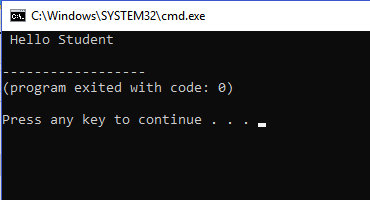 C:\Windows\SYSTEM32\cmd.exe
Hello Student
------------------
(program exited with code: 0)
Press any key to continue . . .